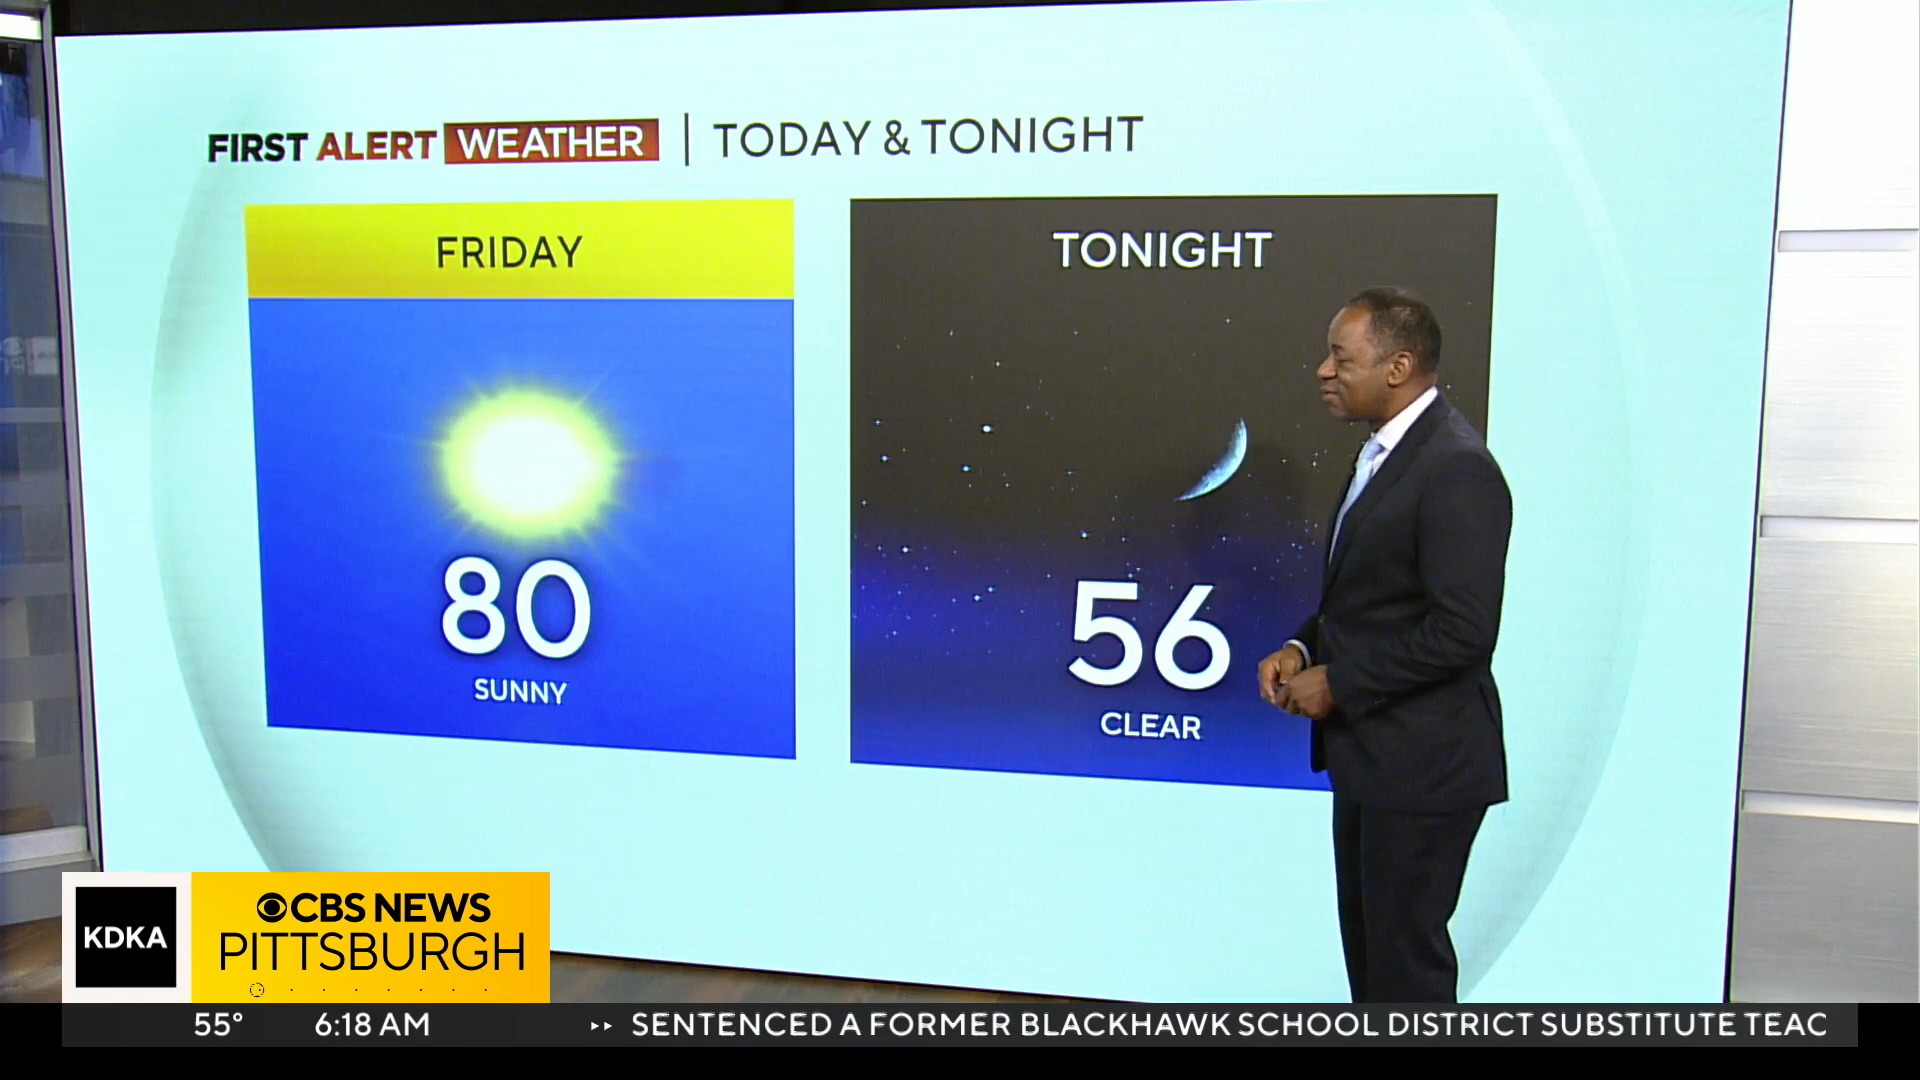 FIRST ALERT WEATHER | TODAY & TONIGHT
FRIDAY
80
SUNNY
TONIGHT
56
CLEAR
KDKA
CBS NEWS
PITTSBURGH
55° 6:18 AM SENTENCED A FORMER BLACKHAWK SCHOOL DISTRICT SUBSTITUTE TEAC